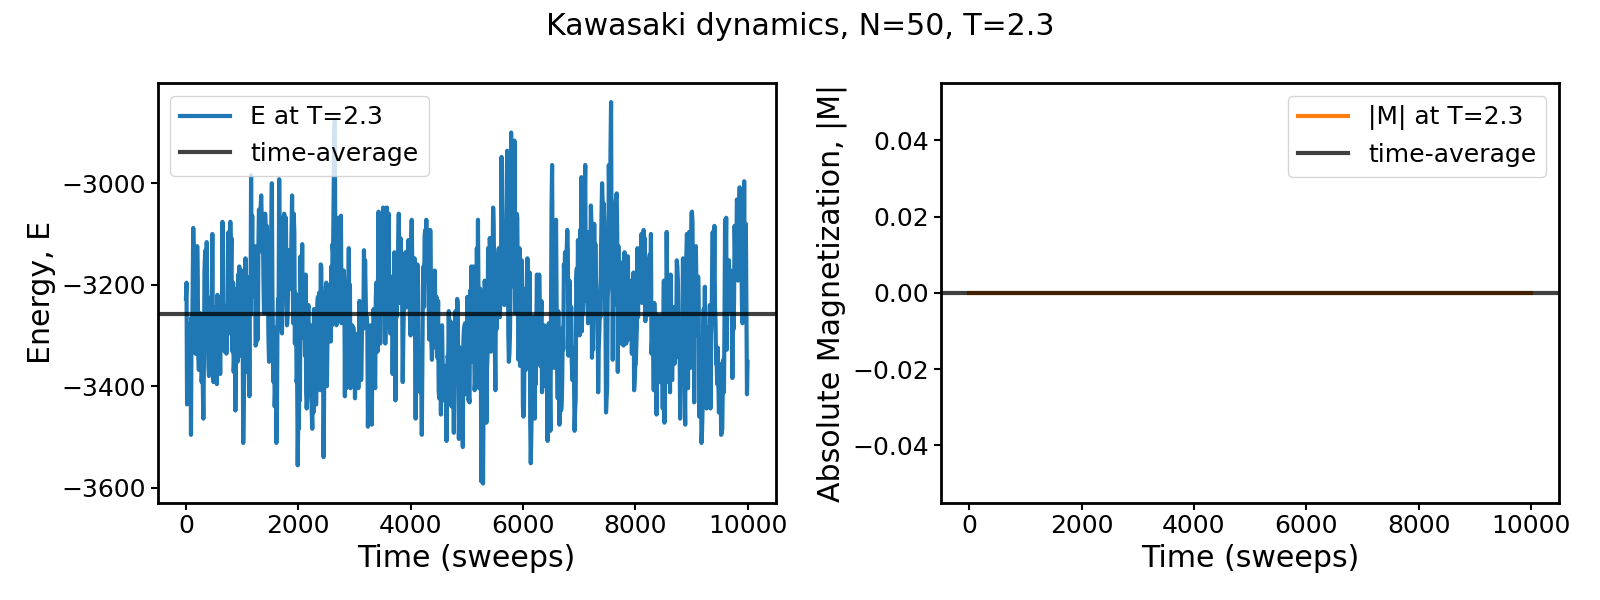 Kawasaki dynamics, N=50, T=2.3
Energy, E
−3000
−3200
−3400
−3600
E at T=2.3
time-average
0
2000
4000
6000
8000
10000
Time (sweeps)
Absolute Magnetization, |M|
0.04
0.02
0.00
−0.02
−0.04
|M| at T=2.3
time-average
0
2000
4000
6000
8000
10000
Time (sweeps)